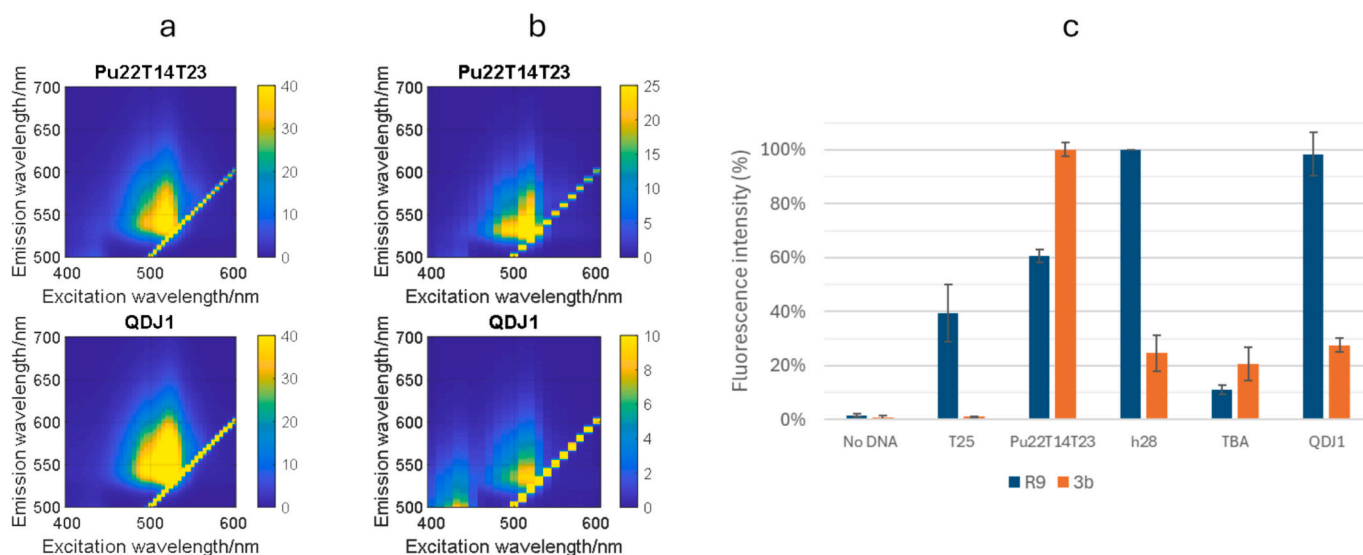 a
b
c
Pu22T14T23
700
650
600
550
500
400
500
600
40
30
20
10
0
Emission wavelength/nm
Excitation wavelength/nm
QDJ1
700
650
600
550
500
400
500
600
40
30
20
10
0
Emission wavelength/nm
Excitation wavelength/nm
Pu22T14T23
700
650
600
550
500
400
500
600
25
20
15
10
5
0
Emission wavelength/nm
Excitation wavelength/nm
QDJ1
700
650
600
550
500
400
500
600
10
8
6
4
2
0
Emission wavelength/nm
Excitation wavelength/nm
Fluorescence intensity (%)
100%
80%
60%
40%
20%
0%
No DNA
T25
Pu22T14T23
h28
TBA
QDJ1
R9
3b